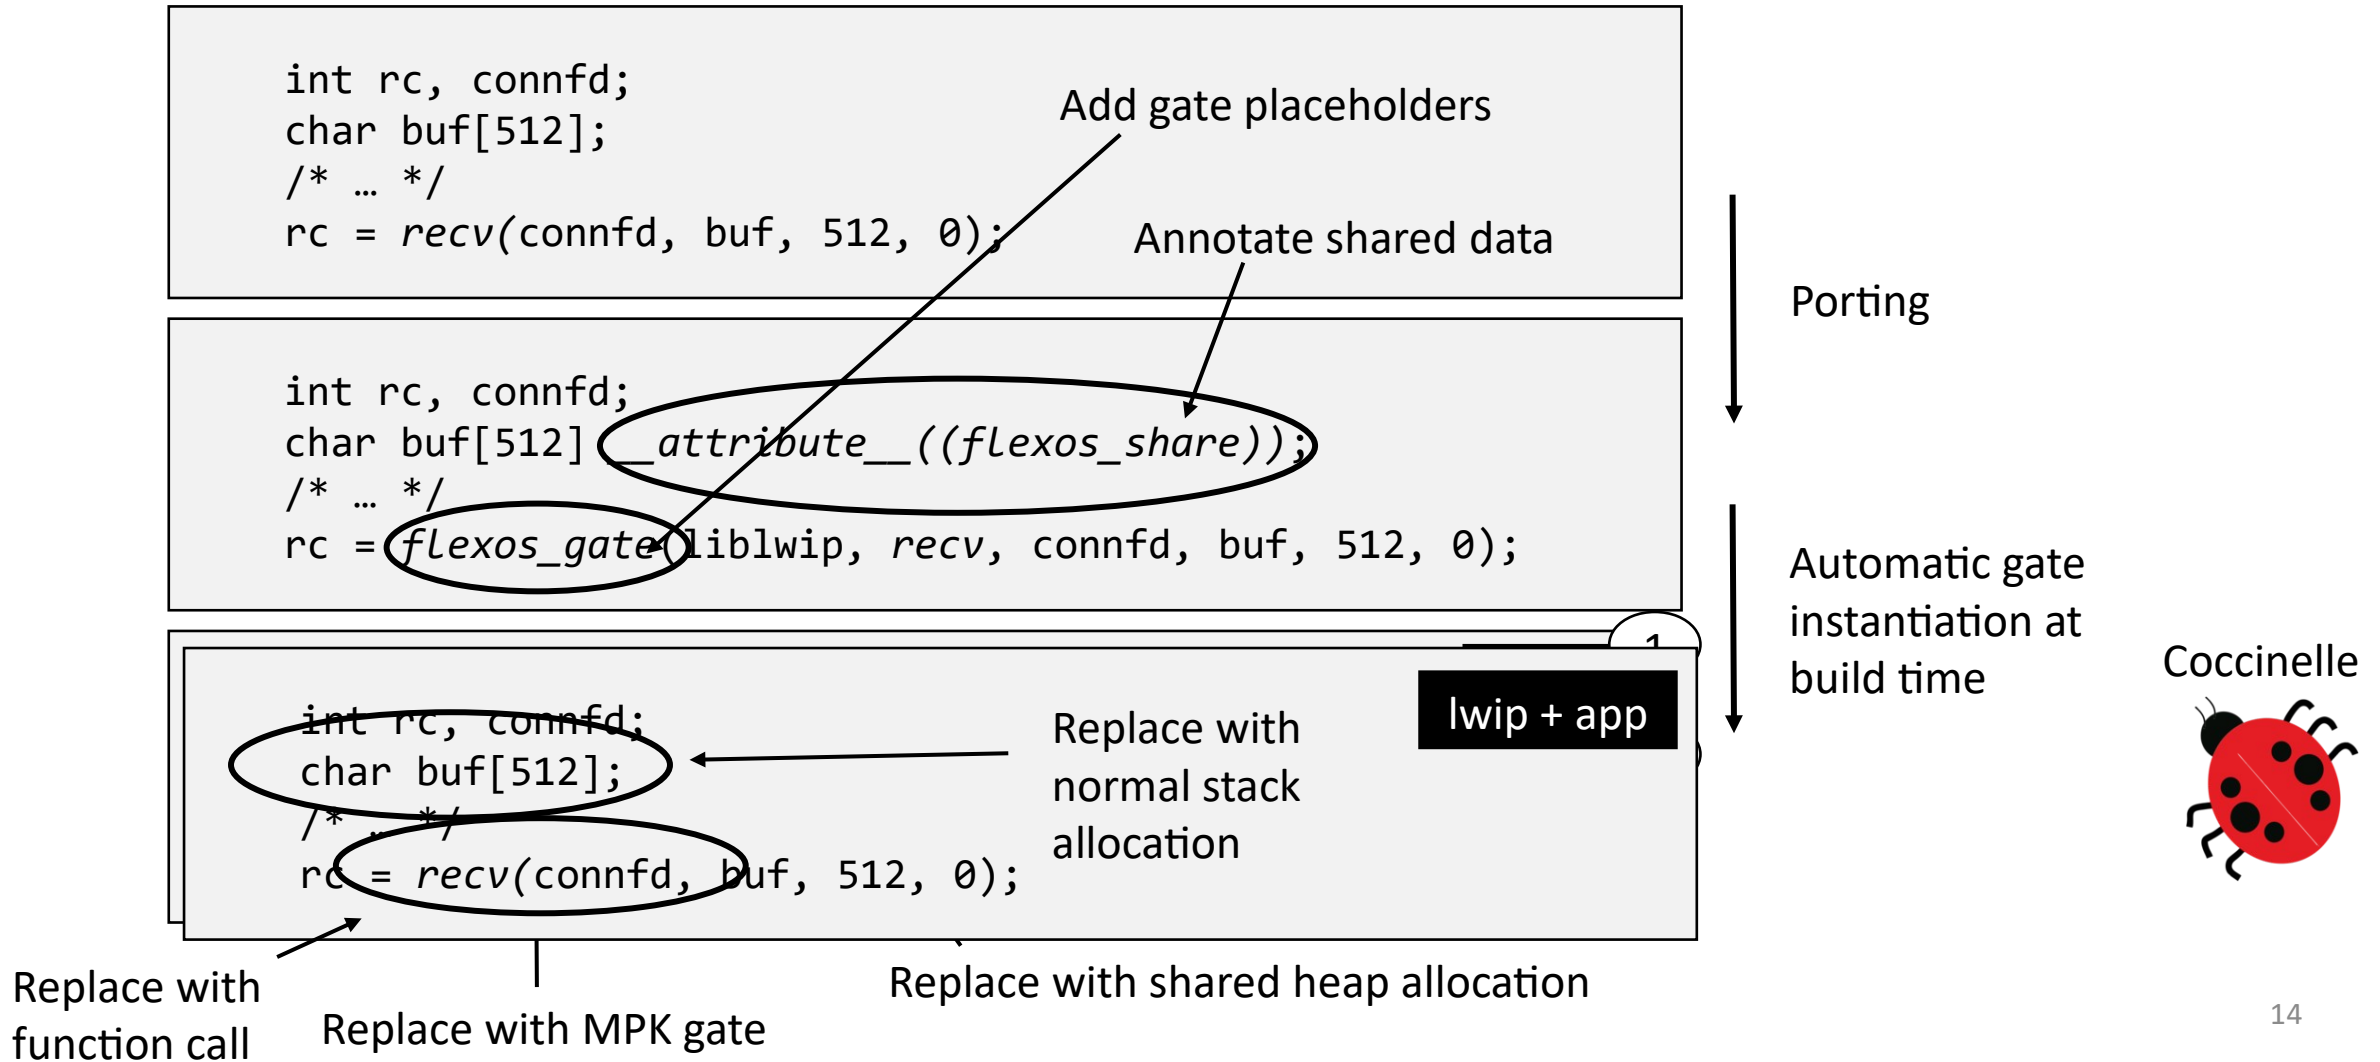 int rc, connfd;
char buf[512];
/* … */
rc = recv(connfd, buf, 512, 0);
Add gate placeholders
Annotate shared data
Porting
int rc, connfd;
char buf[512] __attribute__((flexos_share));
/* … */
rc = flexos_gate(liblwip, recv, connfd, buf, 512, 0);
Automatic gate
instantiation at
build time
Coccinelle
1
lwip + app
int rc, connfd;
char buf[512];
/* … */
rc = recv(connfd, buf, 512, 0);
Replace with
normal stack
allocation
Replace with
function call
Replace with MPK gate
Replace with shared heap allocation
14